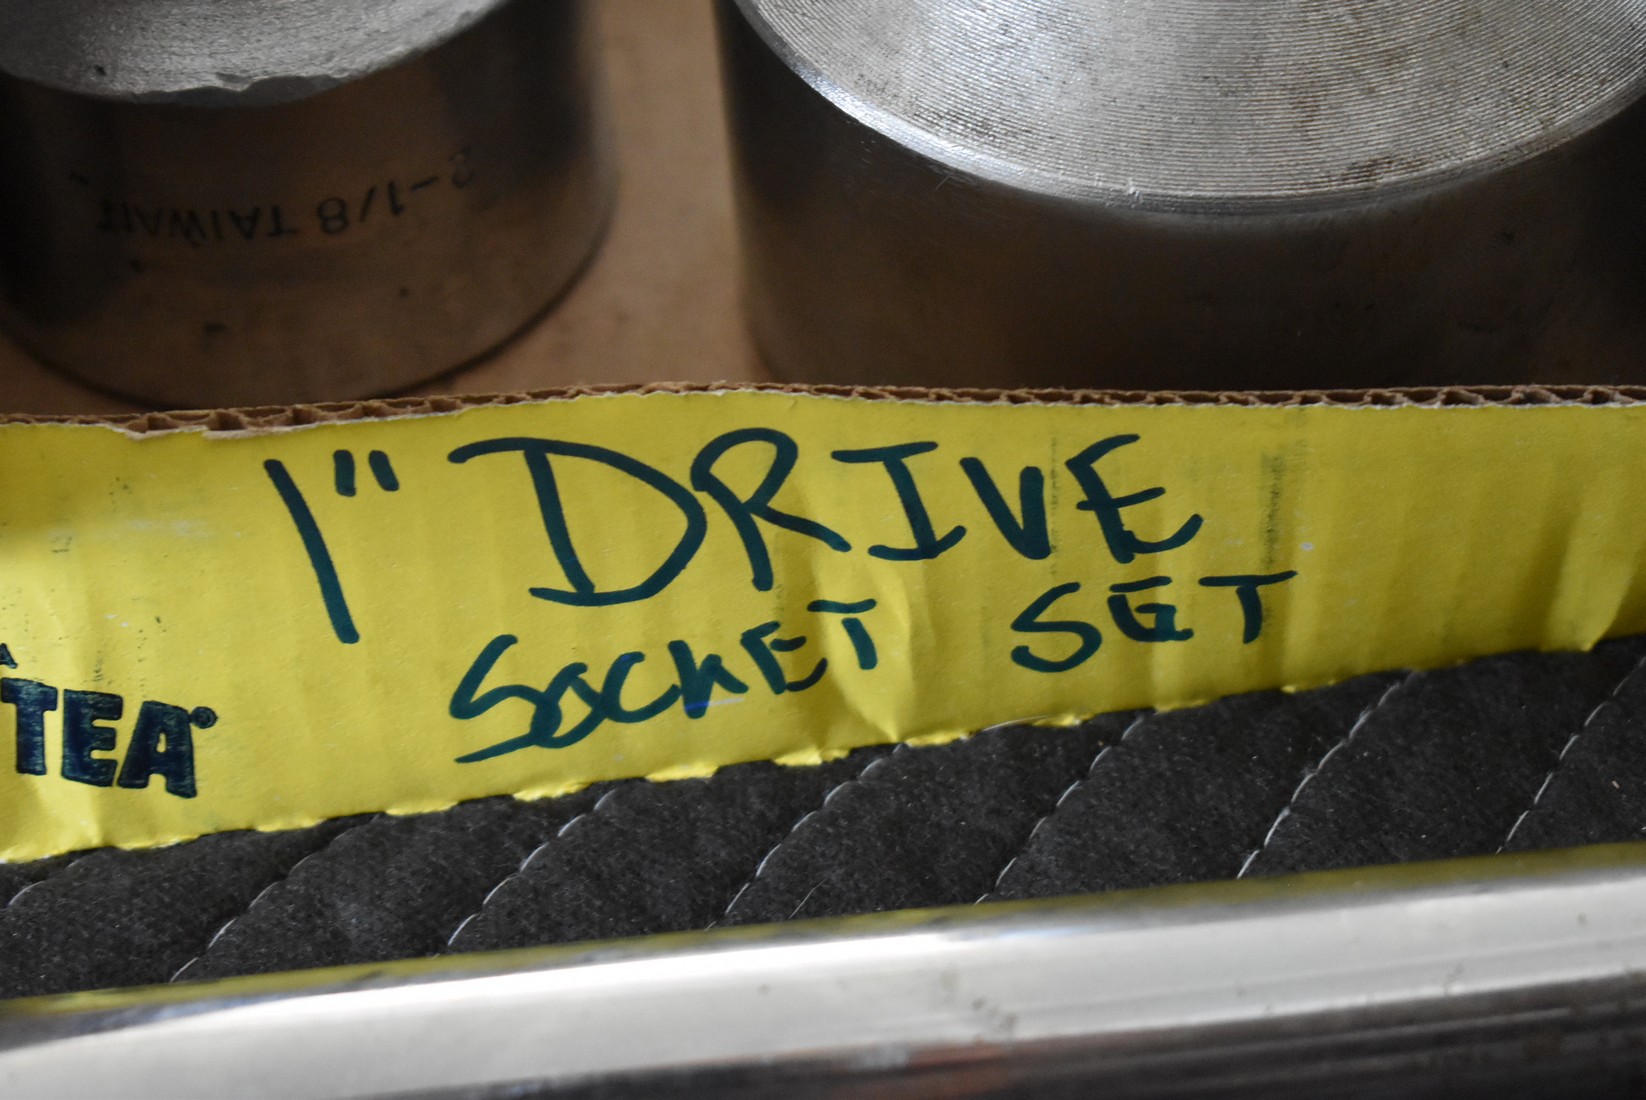 TAIWAN 2-1/8
1" DRIVE
SOCKET SET
TEA®